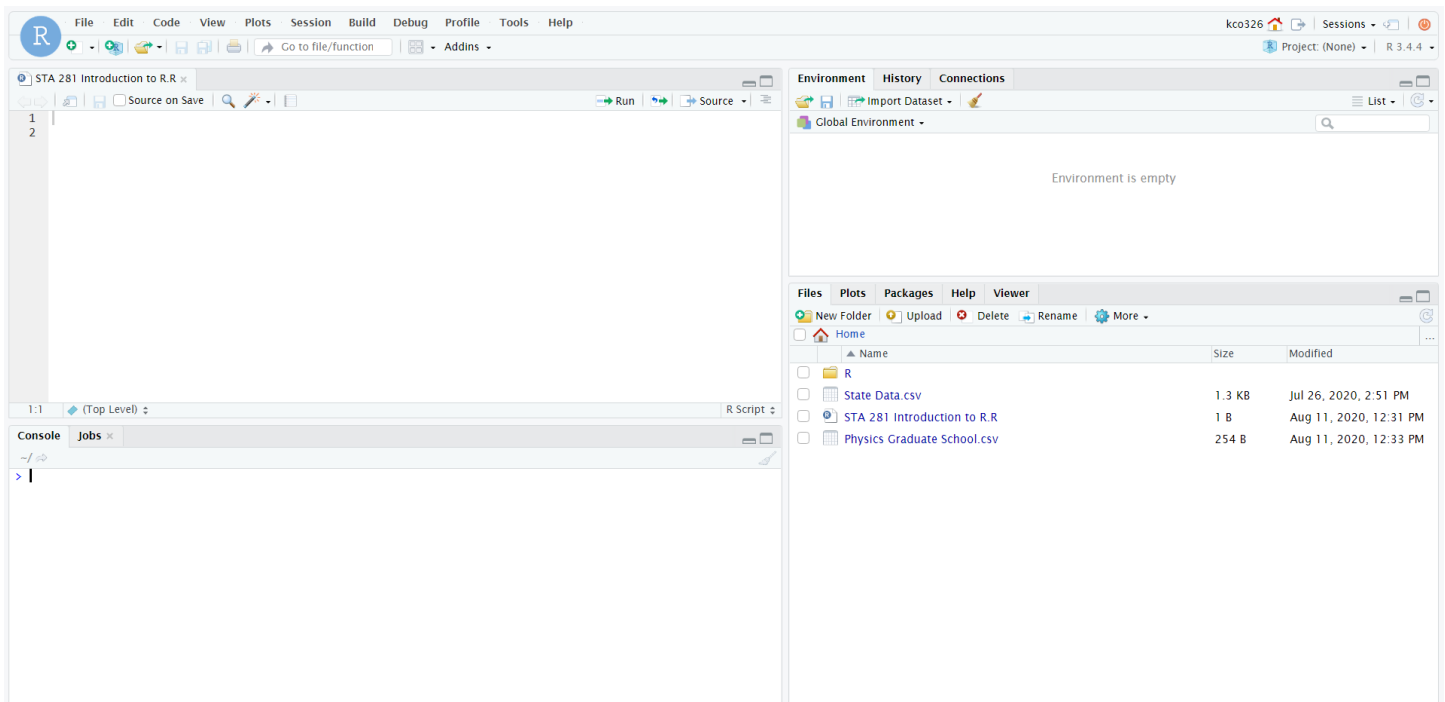 R File Edit Code View Plots Session Build Debug Profile Tools Help kco326 Sessions
R Go to file/function Addins R Project: (None) R 3.4.4
STA 281 Introduction to R.R ×
Source on Save Run Source
1
2
1:1 (Top Level) R Script
Console Jobs ×
~/
>
Environment History Connections
Import Dataset List
Global Environment
Environment is empty
Files Plots Packages Help Viewer
New Folder Upload Delete Rename More
Home ...
Name Size Modified
R
State Data.csv 1.3 KB Jul 26, 2020, 2:51 PM
STA 281 Introduction to R.R 1 B Aug 11, 2020, 12:31 PM
Physics Graduate School.csv 254 B Aug 11, 2020, 12:33 PM